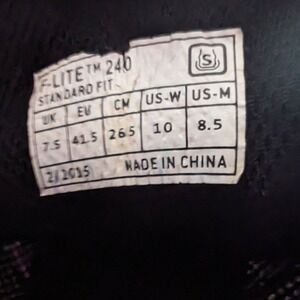 F-LITE™ 240
STANDARD FIT
S
UK EU CM US-W US-M
7.5 41.5 26.5 10 8.5
2/2015 MADE IN CHINA